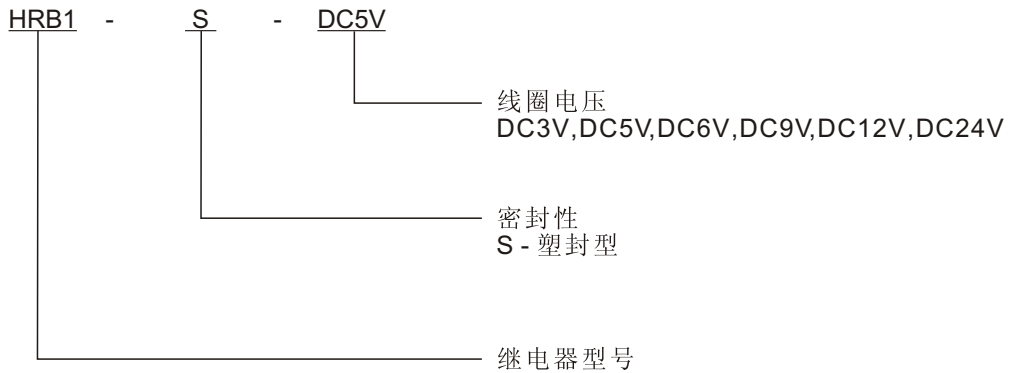 HRB1 - S - DC5V
线圈电压
DC3V,DC5V,DC6V,DC9V,DC12V,DC24V
密封性
S - 塑封型
继电器型号